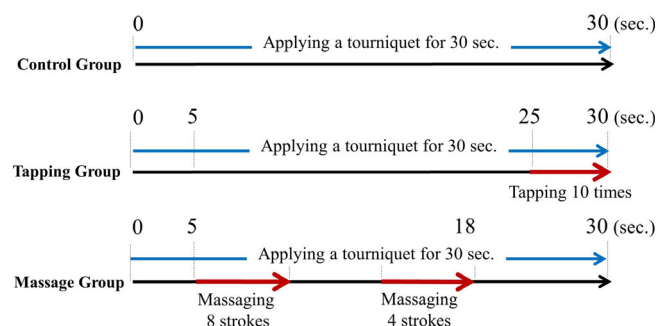 0 30 (sec.)
Applying a tourniquet for 30 sec.
Control Group
0 5 25 30 (sec.)
Applying a tourniquet for 30 sec.
Tapping Group
Tapping 10 times
0 5 18 30 (sec.)
Applying a tourniquet for 30 sec.
Massage Group
Massaging Massaging
8 strokes 4 strokes